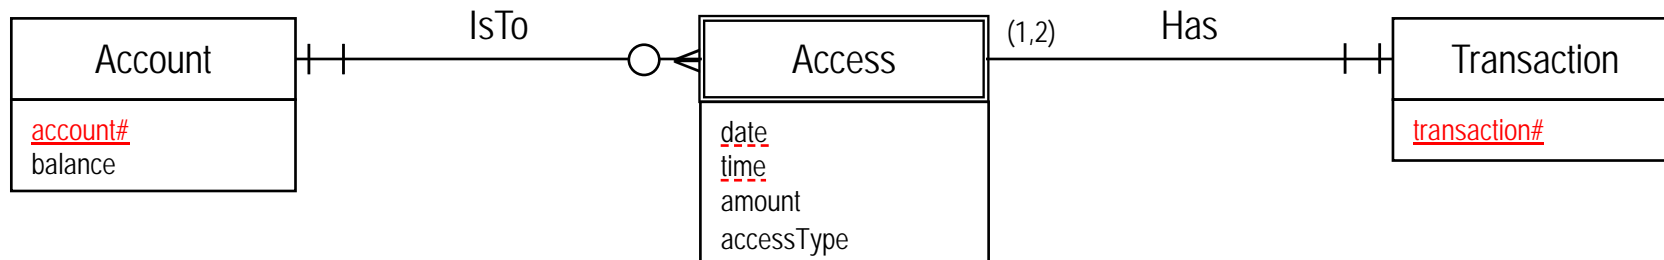 Account
account#
balance
IsTo
Access
date
time
amount
accessType
(1,2)
Has
Transaction
transaction#